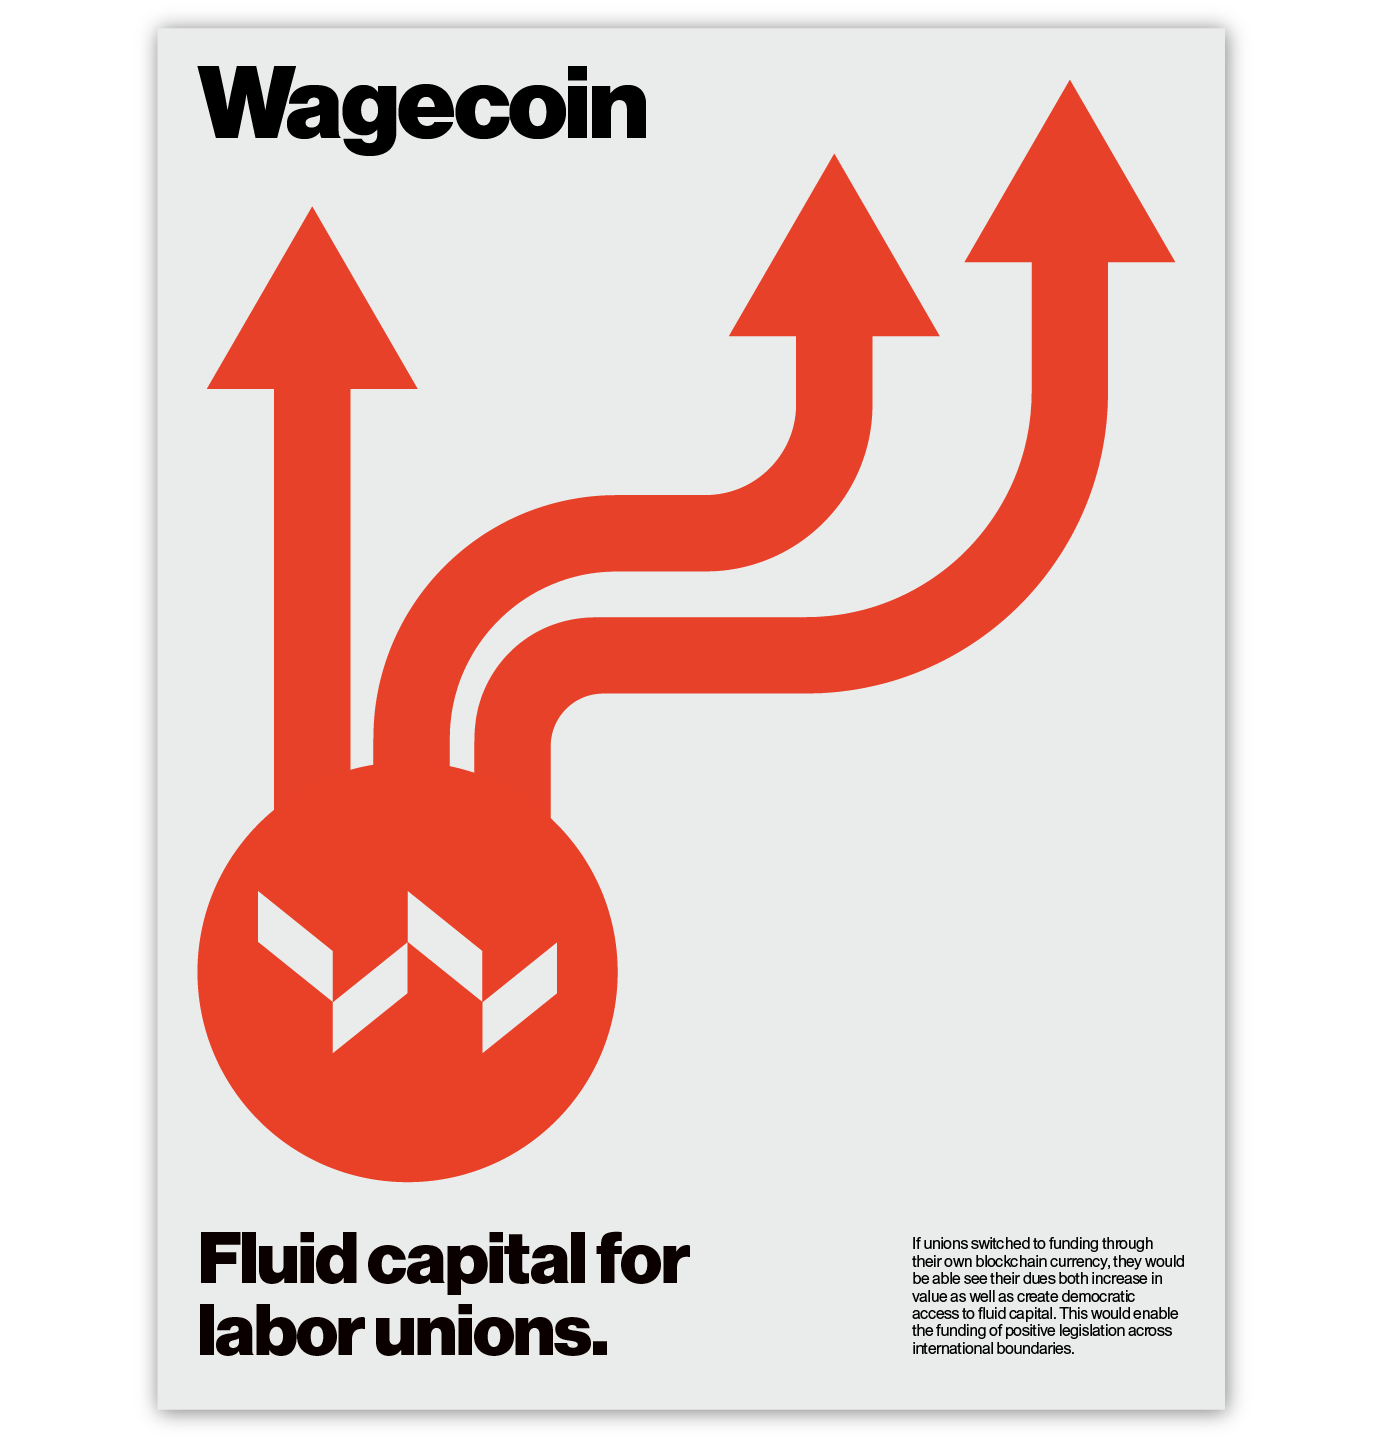 Wagecoin
Fluid capital for
labor unions.
If unions switched to funding through
their own blockchain currency, they would
be able see their dues both increase in
value as well as create democratic
access to fluid capital. This would enable
the funding of positive legislation across
international boundaries.